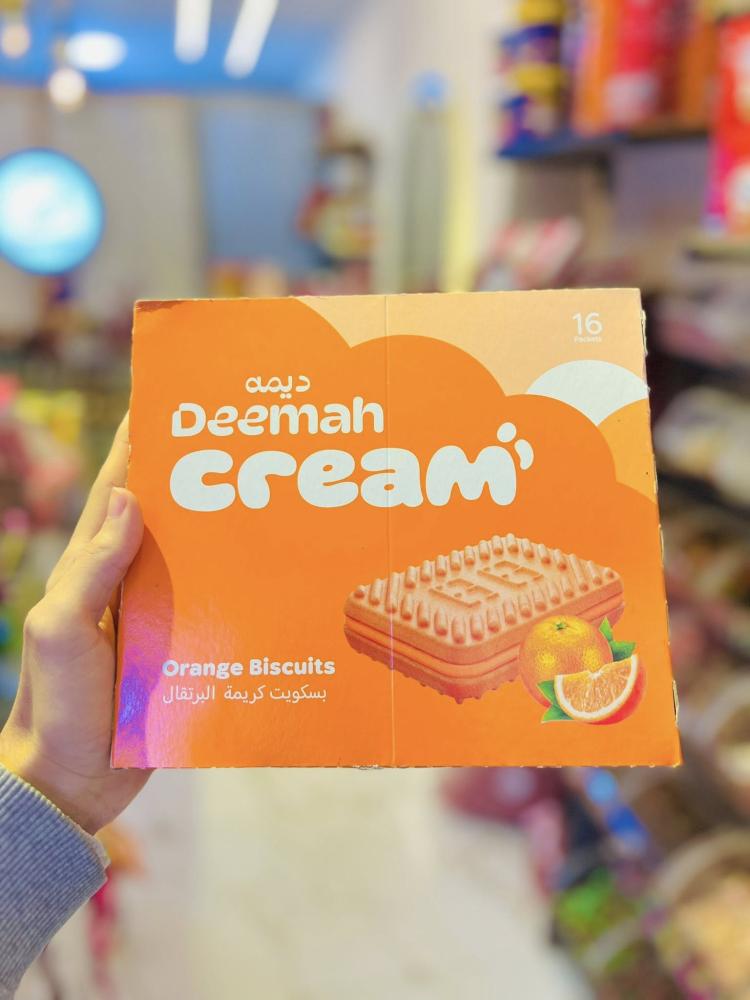 16
Packets
ديمه
Deemah
cream
Orange Biscuits
بسكويت كريمة البرتقال